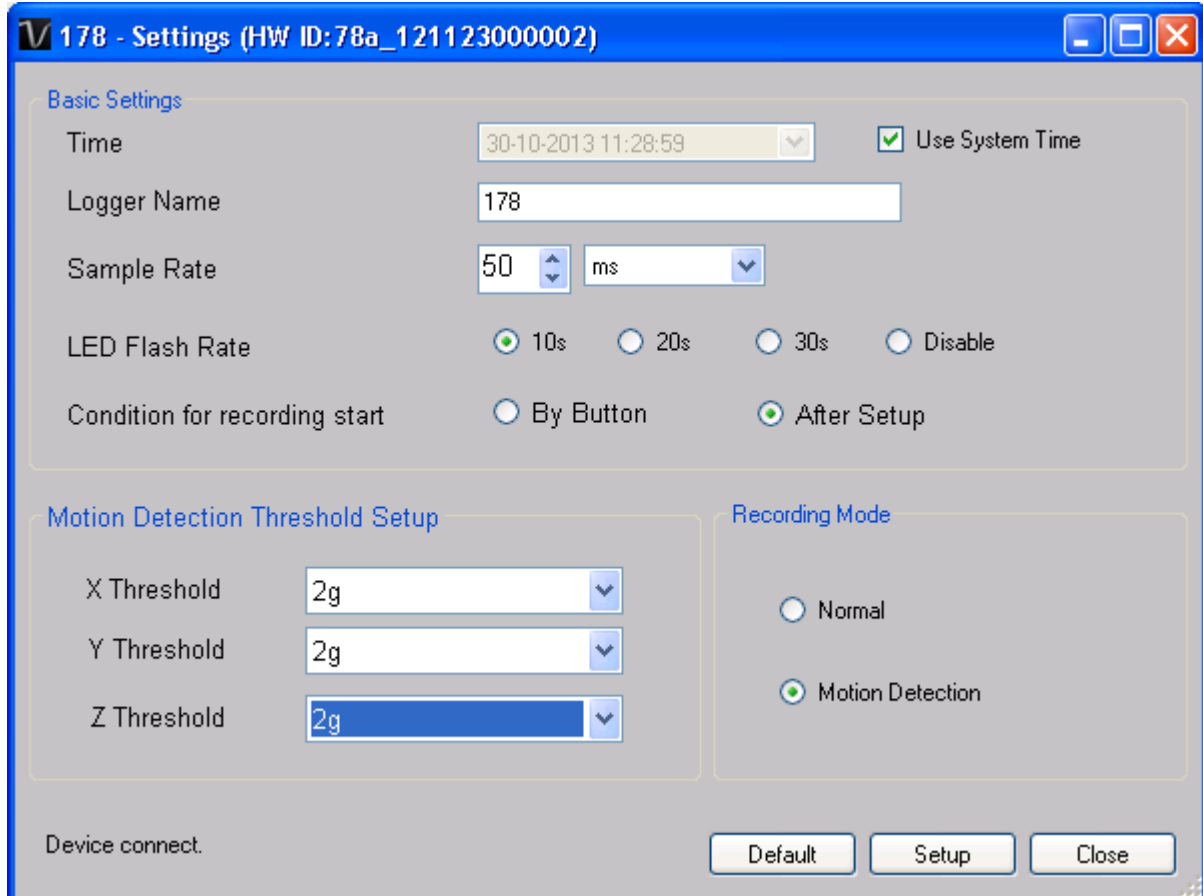 178 - Settings (HW ID:78a_121123000002)
Basic Settings
Time 30-10-2013 11:28:59 Use System Time
Logger Name 178
Sample Rate 50 ms
LED Flash Rate 10s 20s 30s Disable
Condition for recording start By Button After Setup
Motion Detection Threshold Setup
X Threshold 2g
Y Threshold 2g
Z Threshold 2g
Recording Mode
Normal
Motion Detection
Device connect. Default Setup Close